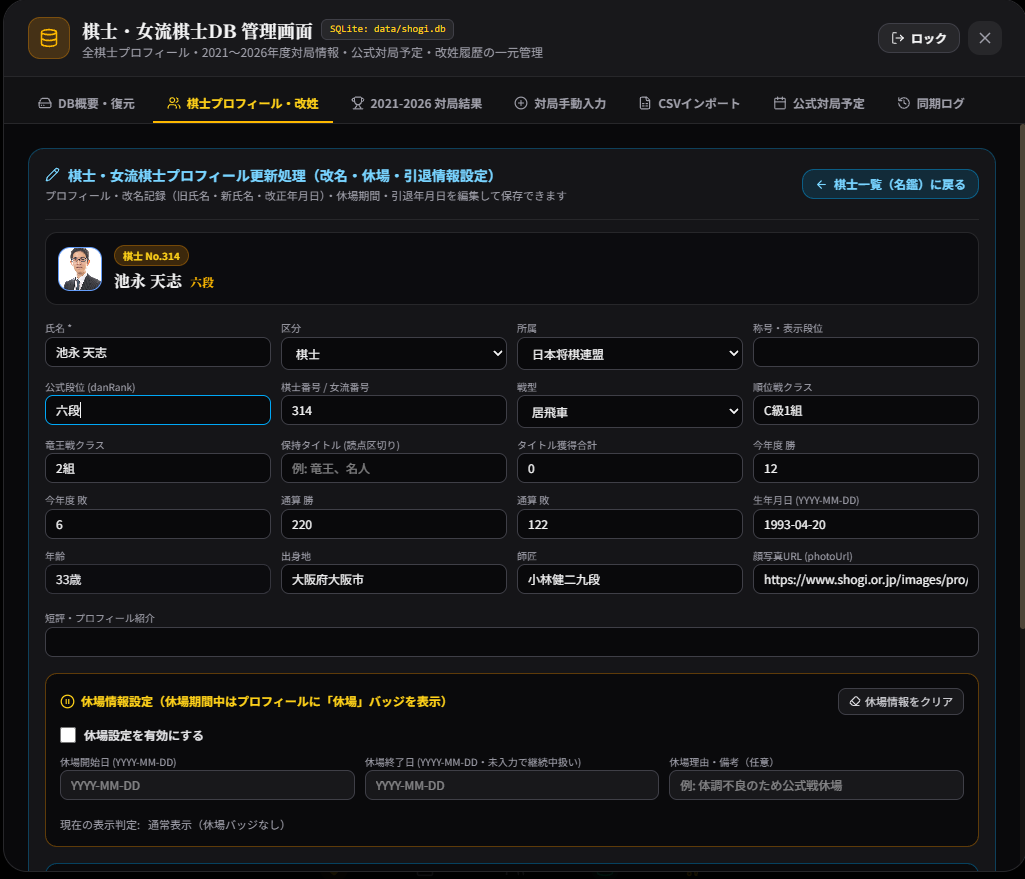 棋士・女流棋士DB 管理画面
SQLite: data/shogi.db
全棋士プロフィール・2021〜2026年度対局情報・公式対局予定・改姓履歴の一元管理
ロック
DB概要・復元
棋士プロフィール・改姓
2021-2026 対局結果
対局手動入力
CSVインポート
公式対局予定
同期ログ
棋士・女流棋士プロフィール更新処理（改名・休場・引退情報設定）
プロフィール・改名記録（旧氏名・新氏名・改正年月日）・休場期間・引退年月日を編集して保存できます
← 棋士一覧（名鑑）に戻る
棋士 No.314
池永 天志 六段
氏名 *
区分
所属
称号・表示段位
池永 天志
棋士
日本将棋連盟
公式段位 (danRank)
棋士番号 / 女流番号
戦型
順位戦クラス
六段
314
居飛車
C級1組
竜王戦クラス
保持タイトル (読点区切り)
タイトル獲得合計
今年度 勝
2組
例: 竜王、名人
0
12
今年度 敗
通算 勝
通算 敗
生年月日 (YYYY-MM-DD)
6
220
122
1993-04-20
年齢
出身地
師匠
顔写真URL (photoUrl)
33歳
大阪府大阪市
小林健二九段
https://www.shogi.or.jp/images/pro/
短評・プロフィール紹介
休場情報設定（休場期間中はプロフィールに「休場」バッジを表示）
休場情報をクリア
休場設定を有効にする
休場開始日 (YYYY-MM-DD)
休場終了日 (YYYY-MM-DD・未入力で継続中扱い)
休場理由・備考（任意）
YYYY-MM-DD
YYYY-MM-DD
例: 体調不良のため公式戦休場
現在の表示判定: 通常表示（休場バッジなし）